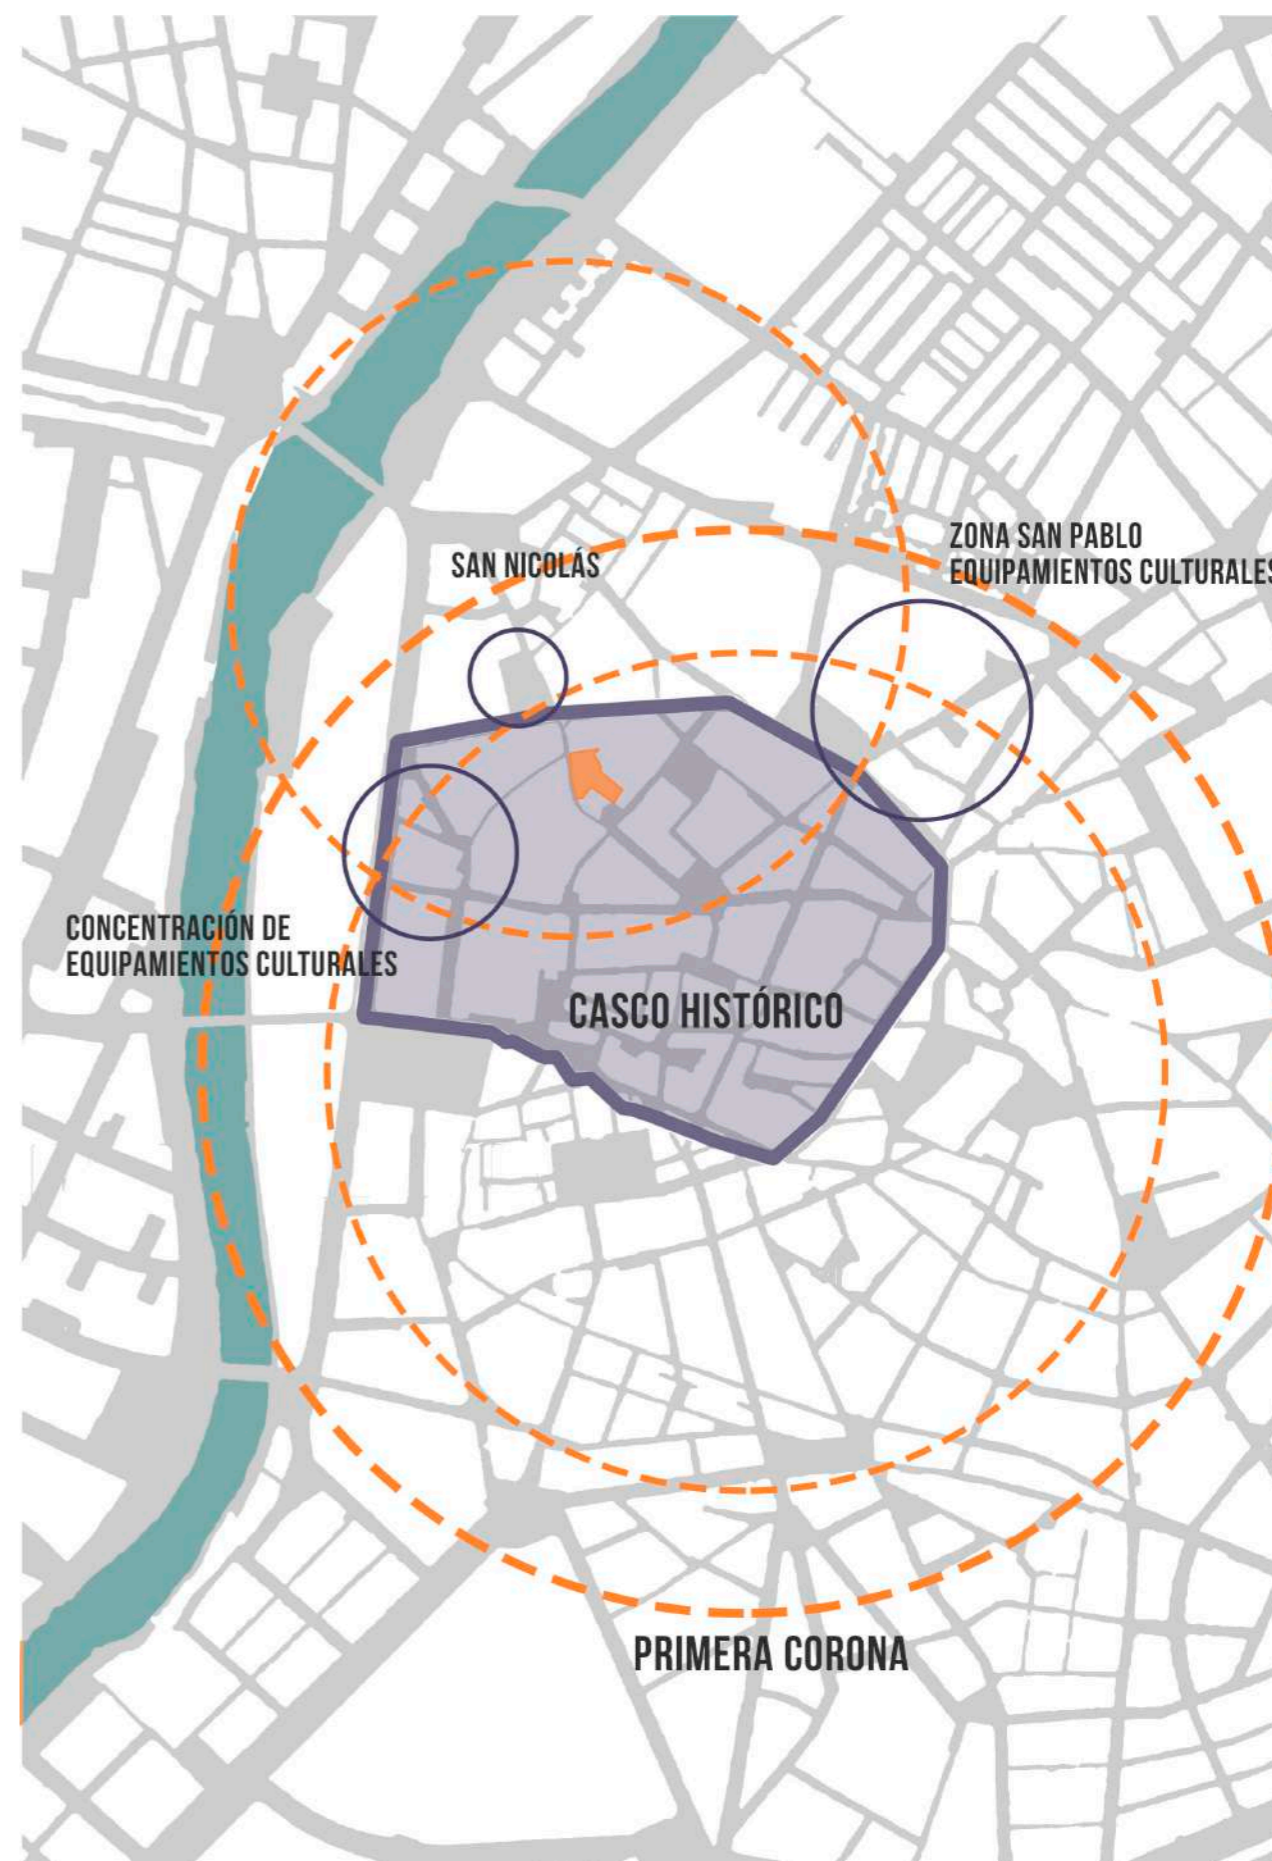 ZONA SAN PABLO
EQUIPAMIENTOS CULTURALES
SAN NICOLÁS
CONCENTRACIÓN DE
EQUIPAMIENTOS CULTURALES
CASCO HISTÓRICO
PRIMERA CORONA